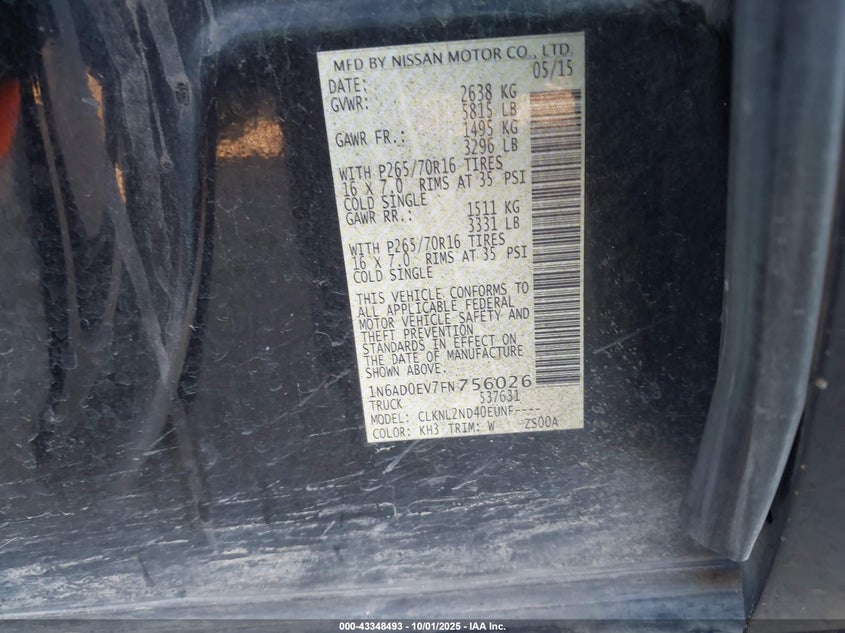 MFD BY NISSAN MOTOR CO., LTD.
DATE: 05/15
GVWR: 2638 KG
5815 LB
GAWR FR.: 1495 KG
3296 LB
WITH P265/70R16 TIRES
16 X 7.0 RIMS AT 35 PSI
COLD SINGLE
GAWR RR.: 1511 KG
3331 LB
WITH P265/70R16 TIRES
16 X 7.0 RIMS AT 35 PSI
COLD SINGLE
THIS VEHICLE CONFORMS TO
ALL APPLICABLE FEDERAL
MOTOR VEHICLE SAFETY AND
THEFT PREVENTION
STANDARDS IN EFFECT ON
THE DATE OF MANUFACTURE
SHOWN ABOVE.
1N6AD0EV7FN756026
TRUCK 537631
MODEL: CLKNL2ND40EUNF----
COLOR: KH3 TRIM: W ZS00A
000-43348493 - 10/01/2025 - IAA Inc.